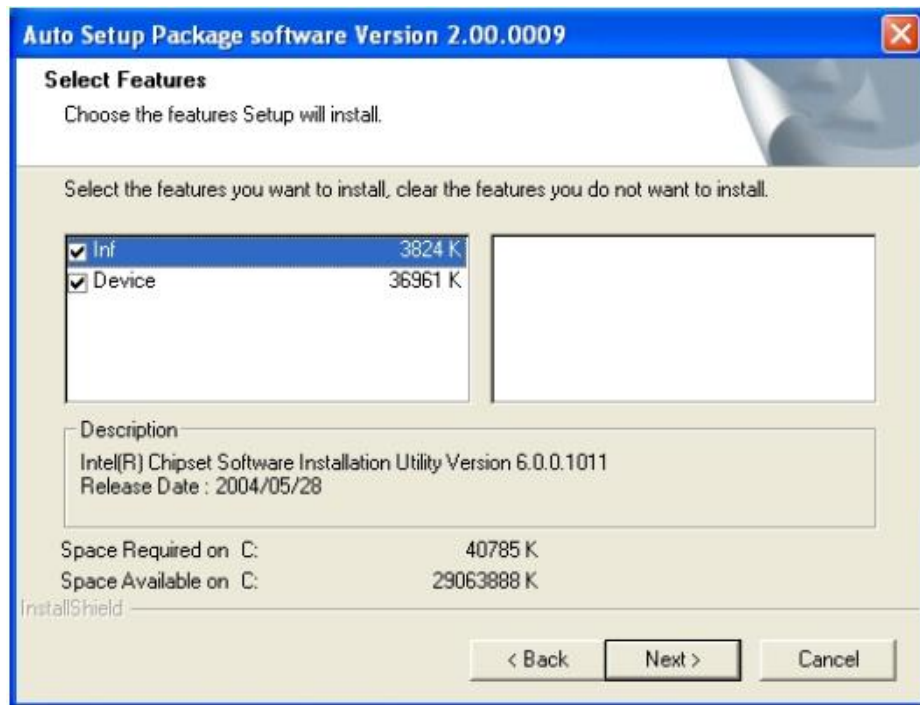 Auto Setup Package software Version 2.00.0009
Select Features
Choose the features Setup will install.
Select the features you want to install, clear the features you do not want to install.
Inf 3824 K
Device 36961 K
Description
Intel(R) Chipset Software Installation Utility Version 6.0.0.1011
Release Date : 2004/05/28
Space Required on C: 40785 K
Space Available on C: 29063888 K
InstallShield
< Back Next > Cancel